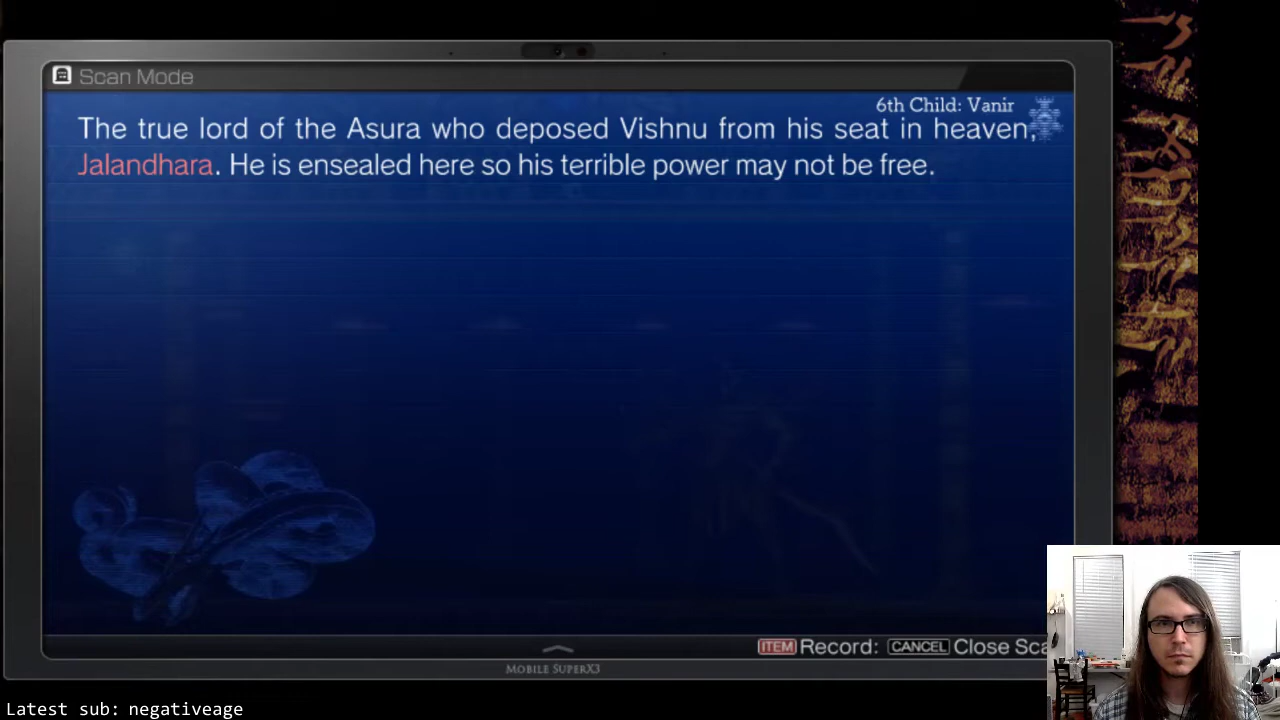 Scan Mode
6th Child: Vanir
The true lord of the Asura who deposed Vishnu from his seat in heaven,
Jalandhara. He is ensealed here so his terrible power may not be free.
ITEM Record: CANCEL Close Sca
MOBILE SUPERX3
Latest sub: negativeage